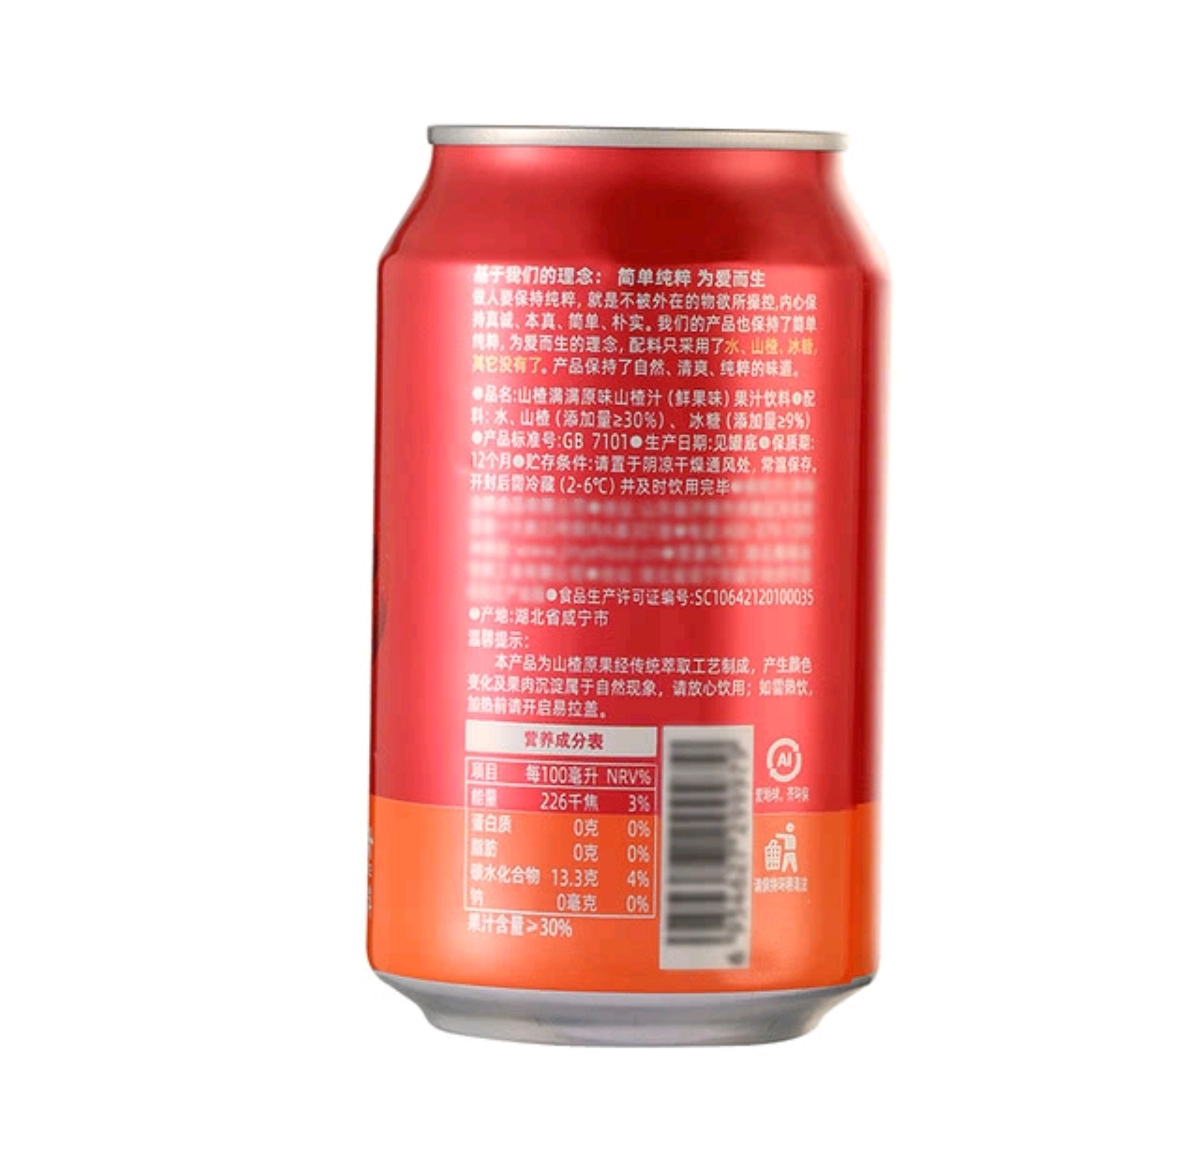 基于我们的理念： 简单纯粹 为爱而生
做人要保持纯粹，就是不被外在的物欲所操控,内心保
持真诚、本真、简单、朴实。我们的产品也保持了简单
纯粹，为爱而生的理念，配料只采用了水、山楂、冰糖，
其它没有了。产品保持了自然、清爽、纯粹的味道。
●品名:山楂满满原味山楂汁（鲜果味）果汁饮料●配
料：水、山楂（添加量≥30%）、冰糖（添加量≥9%）
●产品标准号:GB 7101●生产日期:见罐底●保质期:
12个月●贮存条件:请置于阴凉干燥通风处，常温保存。
开封后需冷藏（2-6℃）并及时饮用完毕
●食品生产许可证编号:SC10642120100035
●产地:湖北省咸宁市
温馨提示：
本产品为山楂原果经传统萃取工艺制成，产生颜色
变化及果肉沉淀属于自然现象，请放心饮用；如需热饮，
加热前请开启易拉盖。
营养成分表
项目 每100毫升 NRV%
能量 226千焦 3%
蛋白质 0克 0%
脂肪 0克 0%
碳水化合物 13.3克 4%
钠 0毫克 0%
果汁含量≥30%
Al
爱地球，齐环保
请保持环境清洁